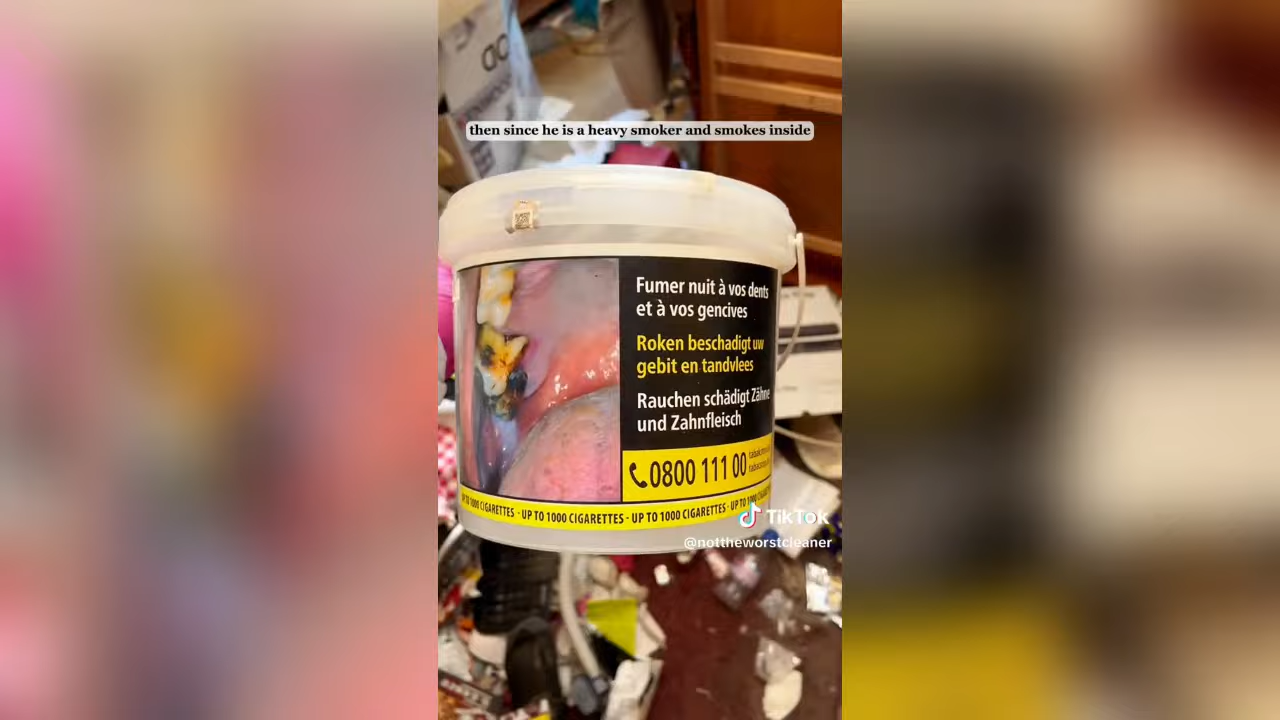 then since he is a heavy smoker and smokes inside
Fumer nuit à vos dents
et à vos gencives
Roken beschadigt uw
gebit en tandvlees
Rauchen schädigt Zähne
und Zahnfleisch
0800 111 00
UP TO 1000 CIGARETTES - UP TO 1000 CIGARETTES - UP TO 1000 CIGARETTES - UP TO 1000
TikTok
@nottheworstcleaner